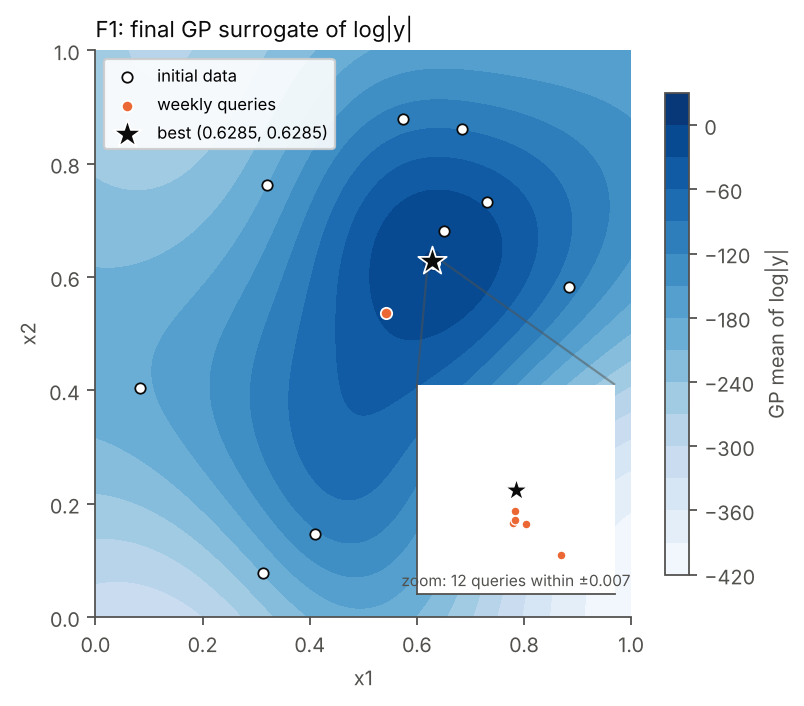 F1: final GP surrogate of log|y|
initial data
weekly queries
best (0.6285, 0.6285)
1.0
0.8
0.6
0.4
0.2
0.0
x2
zoom: 12 queries within ±0.007
0.0
0.2
0.4
0.6
0.8
1.0
x1
0
−60
−120
−180
−240
−300
−360
−420
GP mean of log|y|